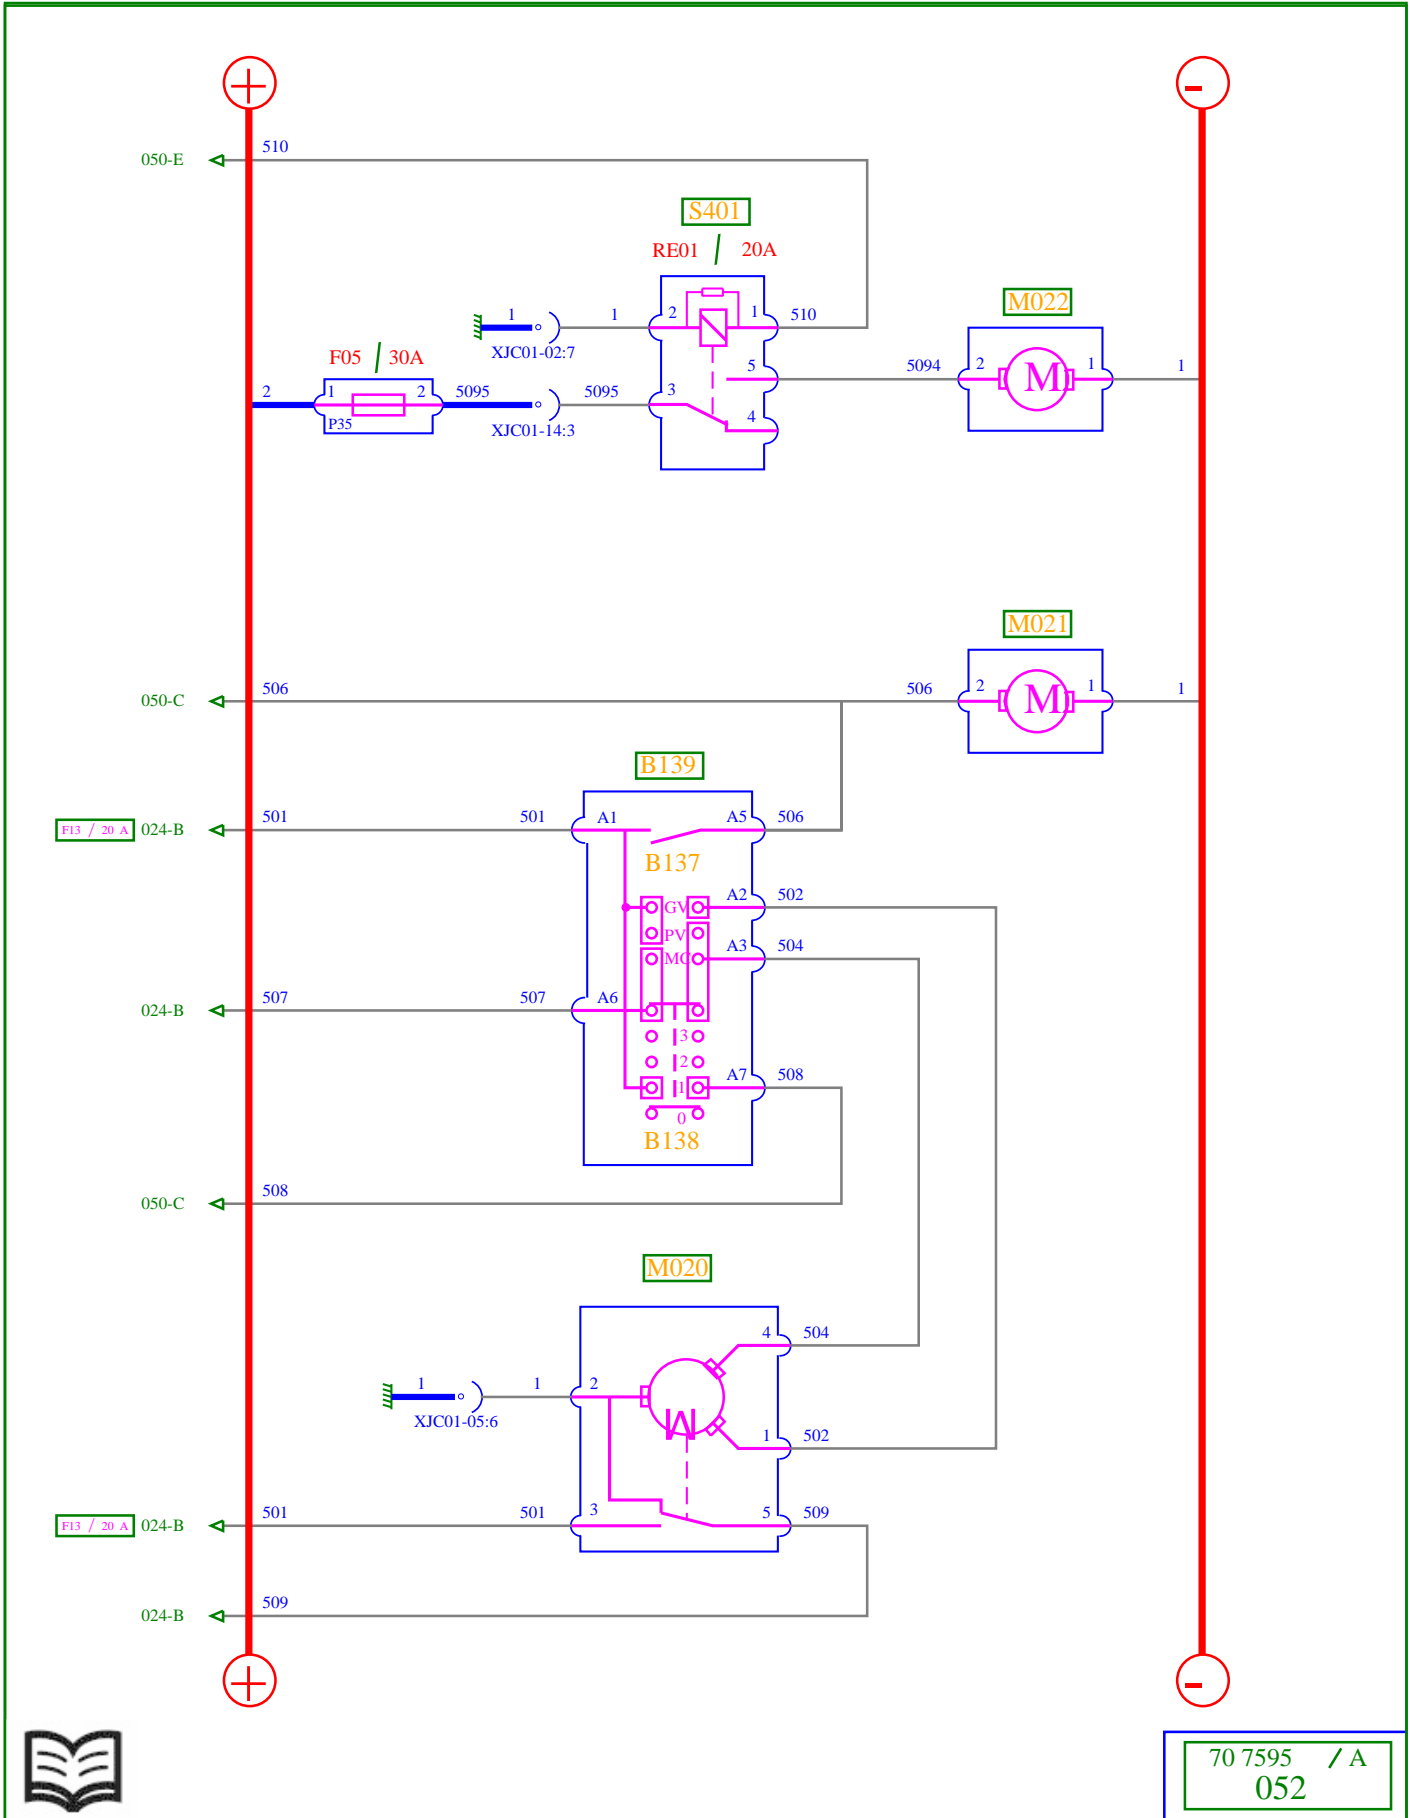 510
050-E
S401
RE01 / 20A
M022
1 1 2 1 510
XJC01-02:7
F05 / 30A
5 5094 2 M 1 1
2 1 2 5095 5095 3
P35
XJC01-14:3
4
M021
050-C 506 506 2 M 1 1
B139
F13 / 20 A 024-B 501 501 A1 A5 506
B137
GV A2 502
PV
MC A3 504
024-B 507 507 A6
3
2
1 A7 508
0
B138
050-C 508
M020
4 504
1 1 2
M
XJC01-05:6
1 502
F13 / 20 A 024-B 501 501 3 5 509
024-B 509
70 7595 / A
052